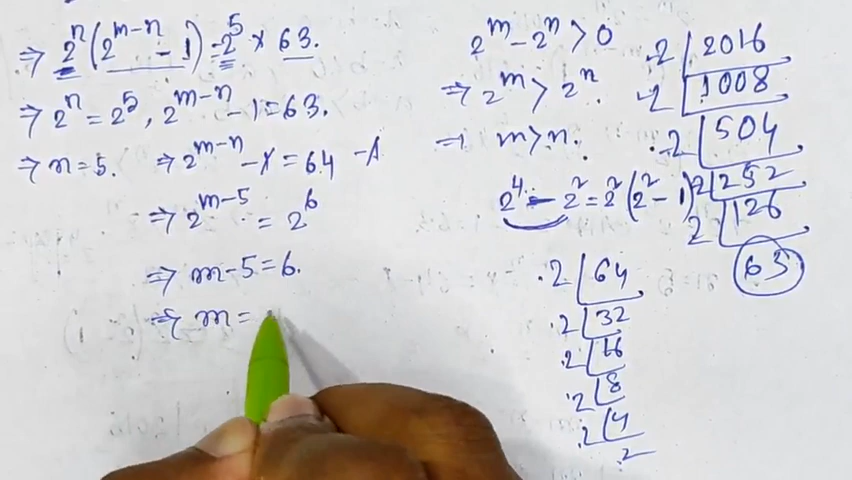 ⇒ 2^n (2^{m-n} - 1) = 2^5 × 63.
⇒ 2^n = 2^5, 2^{m-n} - 1 = 63.
⇒ n = 5. ⇒ 2^{m-n} - 1 = 64 - 1
⇒ 2^{m-5} = 2^6
⇒ m - 5 = 6.
⇒ m =
2^m - 2^n > 0
⇒ 2^m > 2^n.
⇒ m > n.
2^4 - 2^2 = 2^2 (2^2 - 1)
2 | 2016
2 | 1008
2 | 504
2 | 252
2 | 126
63
2 | 64
2 | 32
2 | 16
2 | 8
2 | 4
2